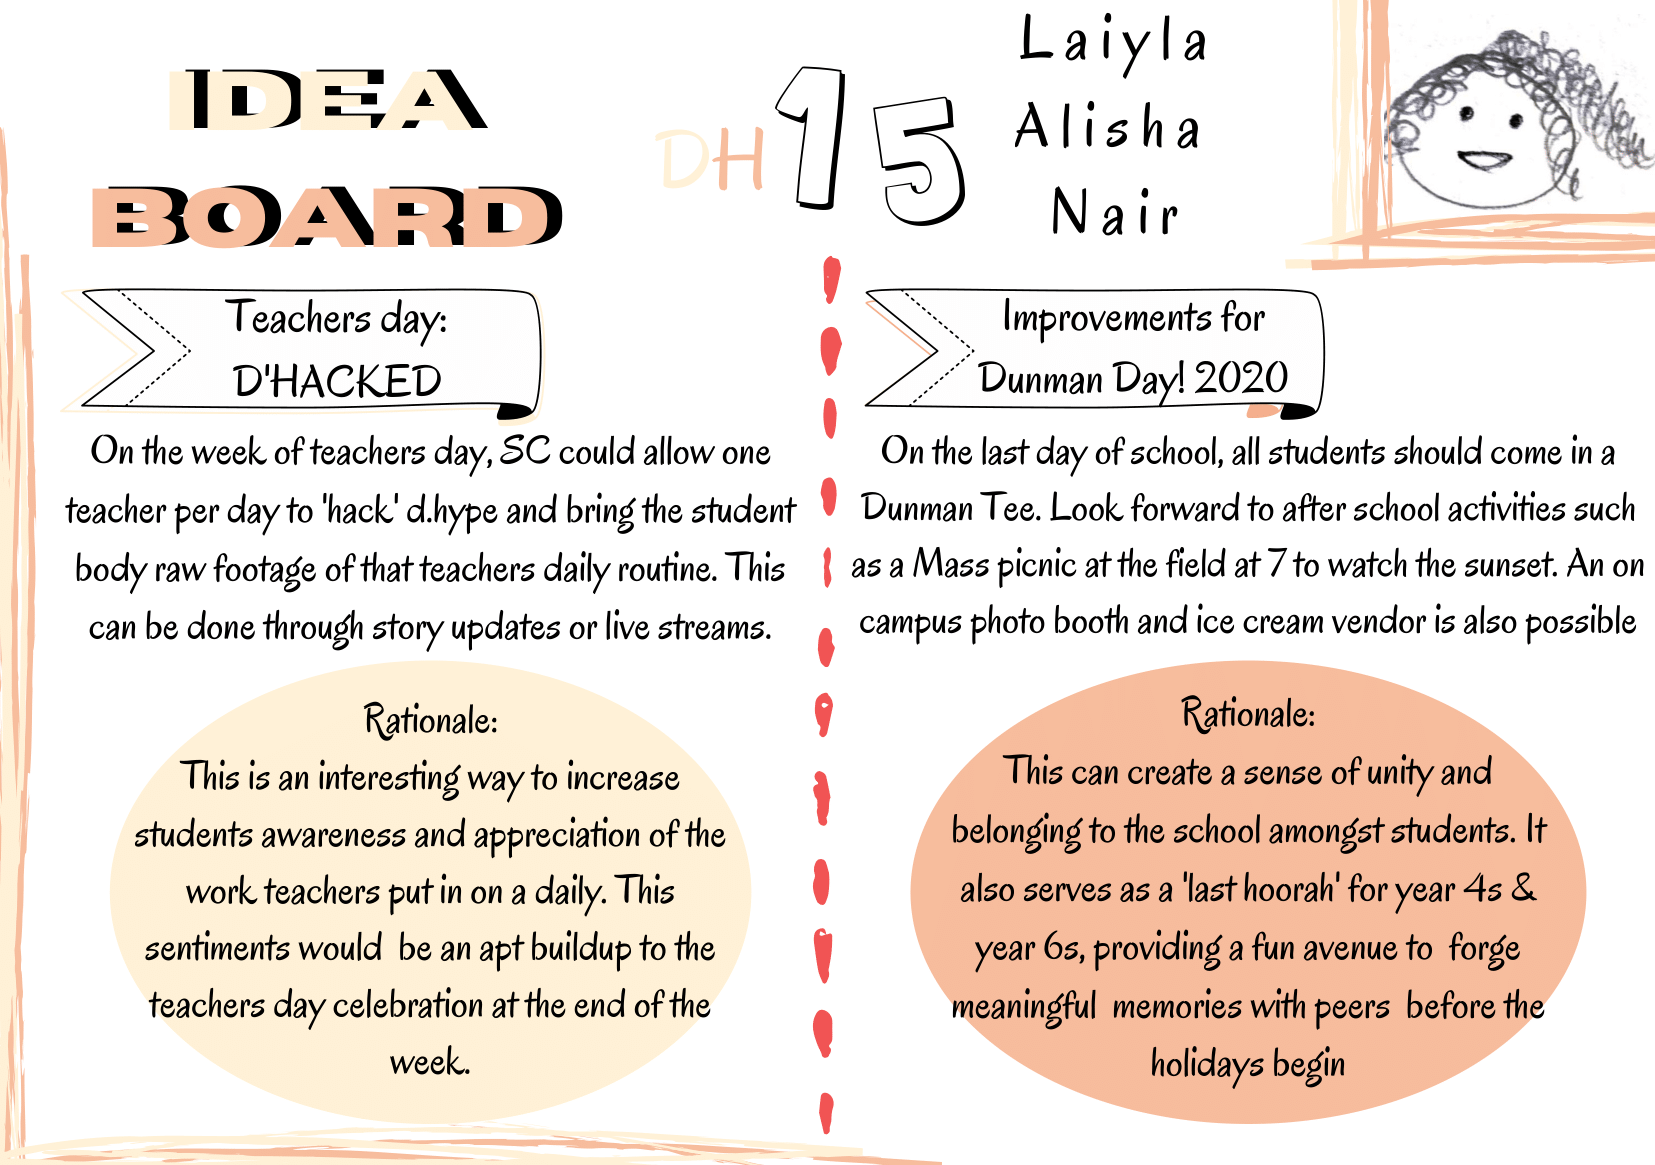 IDEA
BOARD
DH15
Laiyla
Alisha
Nair
Teachers day:
D'HACKED
On the week of teachers day, SC could allow one
teacher per day to 'hack' d.hype and bring the student
body raw footage of that teachers daily routine. This
can be done through story updates or live streams.
Rationale:
This is an interesting way to increase
students awareness and appreciation of the
work teachers put in on a daily. This
sentiments would be an apt buildup to the
teachers day celebration at the end of the
week.
Improvements for
Dunman Day! 2020
On the last day of school, all students should come in a
Dunman Tee. Look forward to after school activities such
as a Mass picnic at the field at 7 to watch the sunset. An on
campus photo booth and ice cream vendor is also possible
Rationale:
This can create a sense of unity and
belonging to the school amongst students. It
also serves as a 'last hoorah' for year 4s &
year 6s, providing a fun avenue to forge
meaningful memories with peers before the
holidays begin